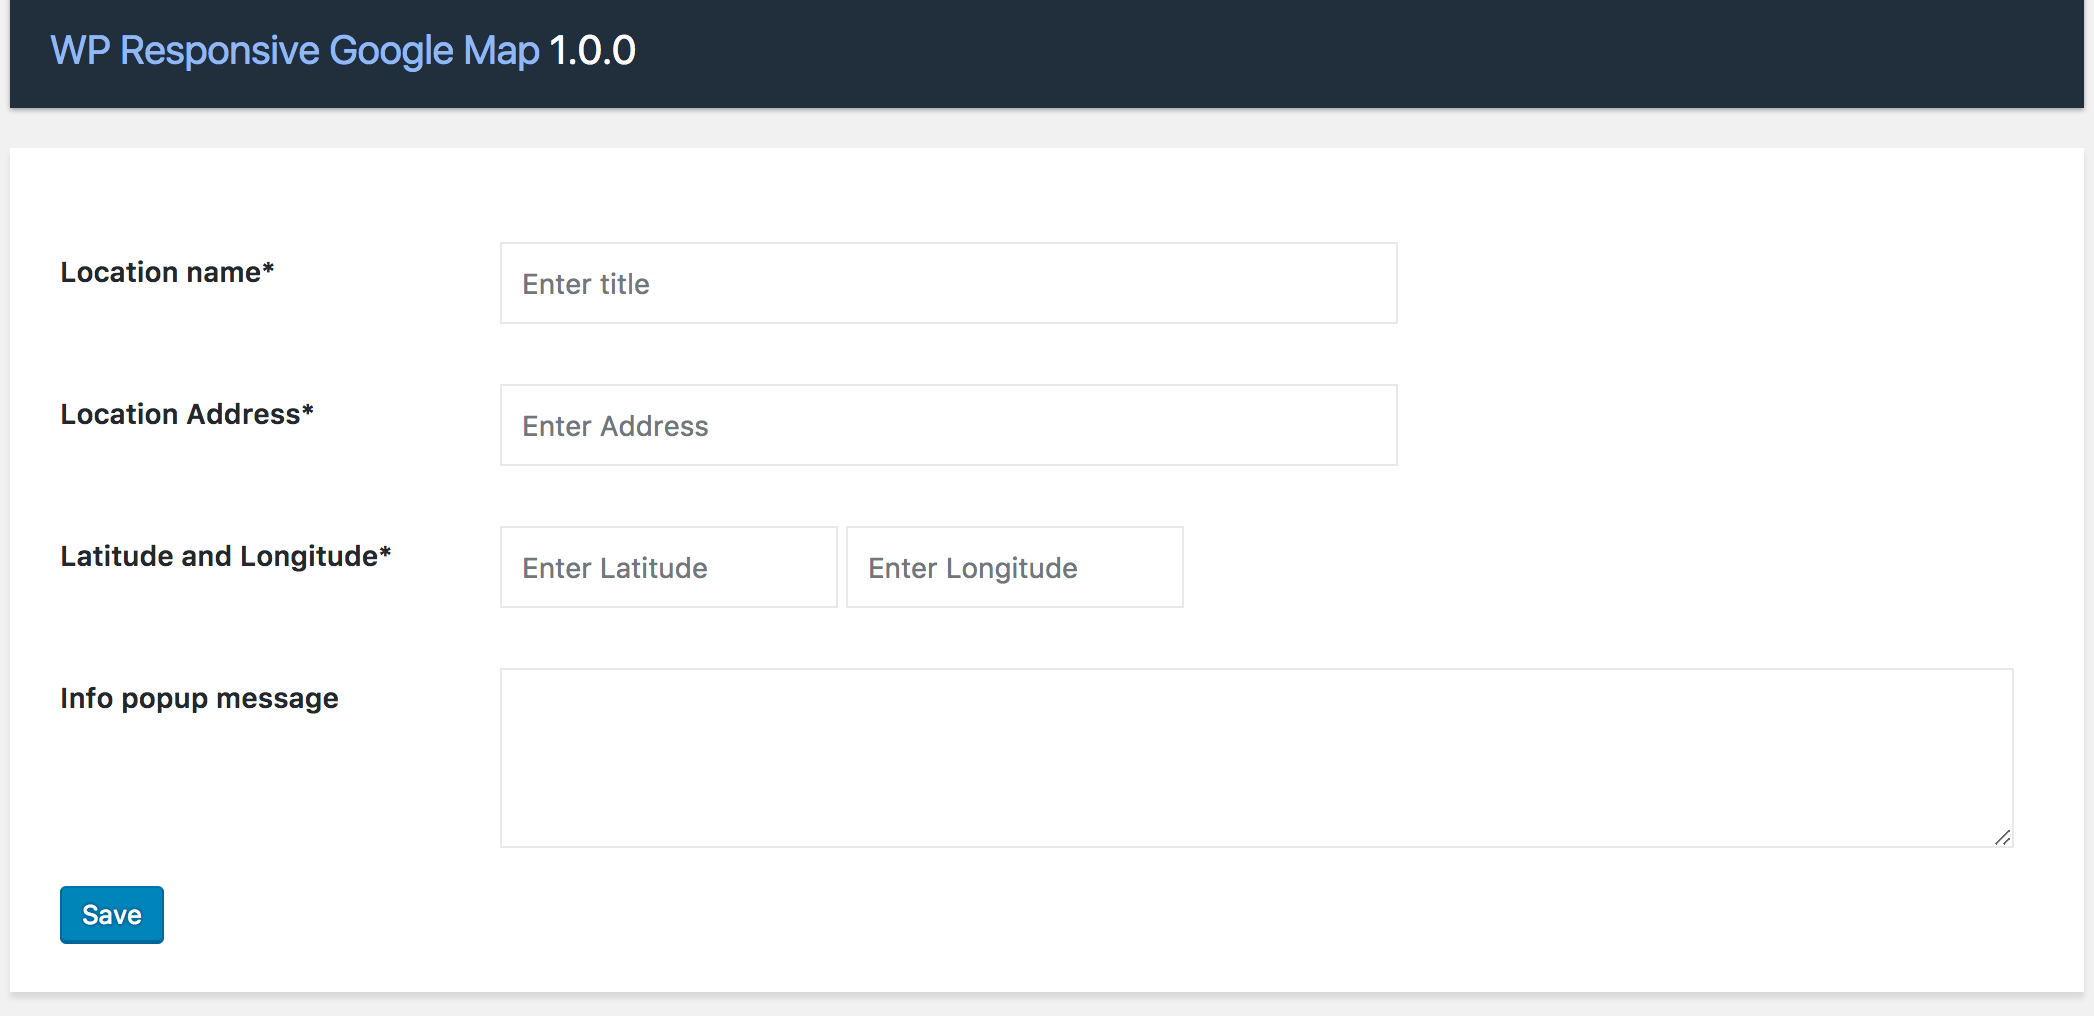 WP Responsive Google Map 1.0.0
Location name*
Enter title
Location Address*
Enter Address
Latitude and Longitude*
Enter Latitude
Enter Longitude
Info popup message
Save